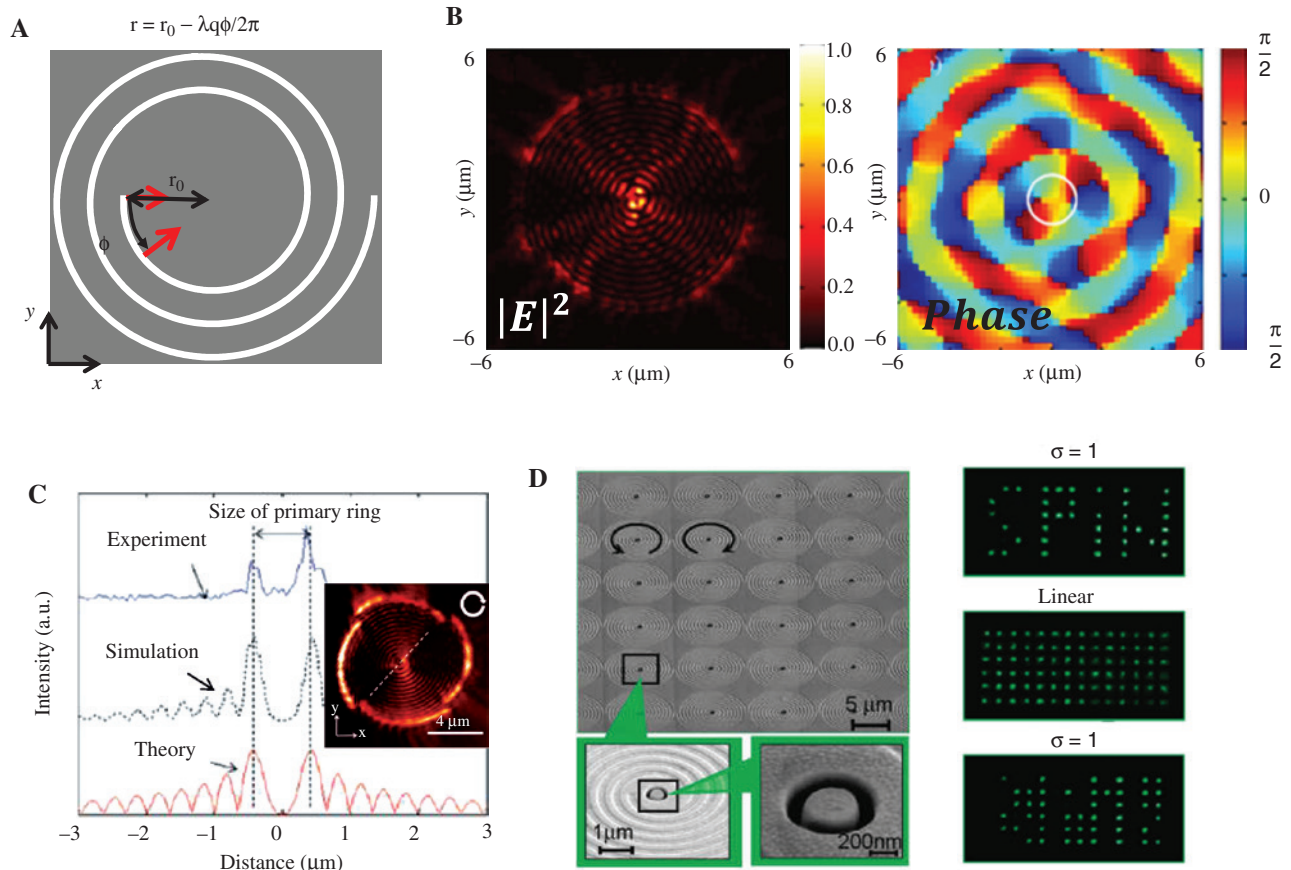 A
r = r₀ – λqϕ/2π
r₀
ϕ
y
x
B
6
y (μm)
–6
–6
6
x (μm)
|E|²
1.0
0.8
0.6
0.4
0.2
0.0
6
y (μm)
–6
–6
6
x (μm)
Phase
π/2
0
π/2
C
Size of primary ring
Experiment
Simulation
Theory
Intensity (a.u.)
y
x
4 μm
–3
–2
–1
0
1
2
3
Distance (μm)
D
5 μm
1μm
200nm
σ = 1
SPIN
Linear
σ = 1